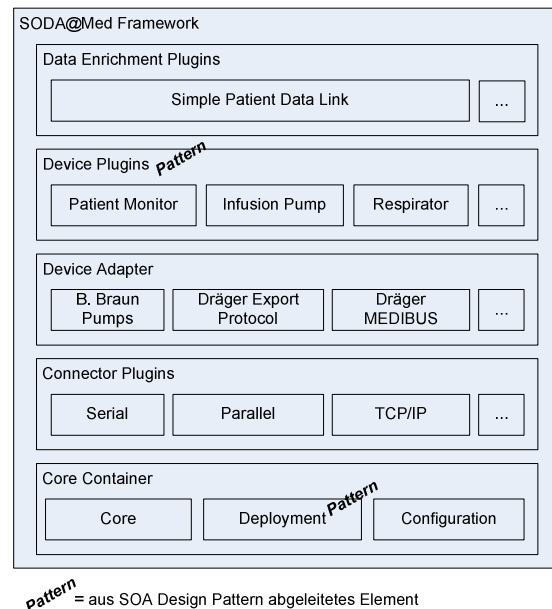 SODA@Med Framework
Data Enrichment Plugins
Simple Patient Data Link
...
Device Plugins Pattern
Patient Monitor
Infusion Pump
Respirator
...
Device Adapter
B. Braun
Pumps
Dräger Export
Protocol
Dräger
MEDIBUS
...
Connector Plugins
Serial
Parallel
TCP/IP
...
Core Container
Core
Deployment Pattern
Configuration
Pattern = aus SOA Design Pattern abgeleitetes Element